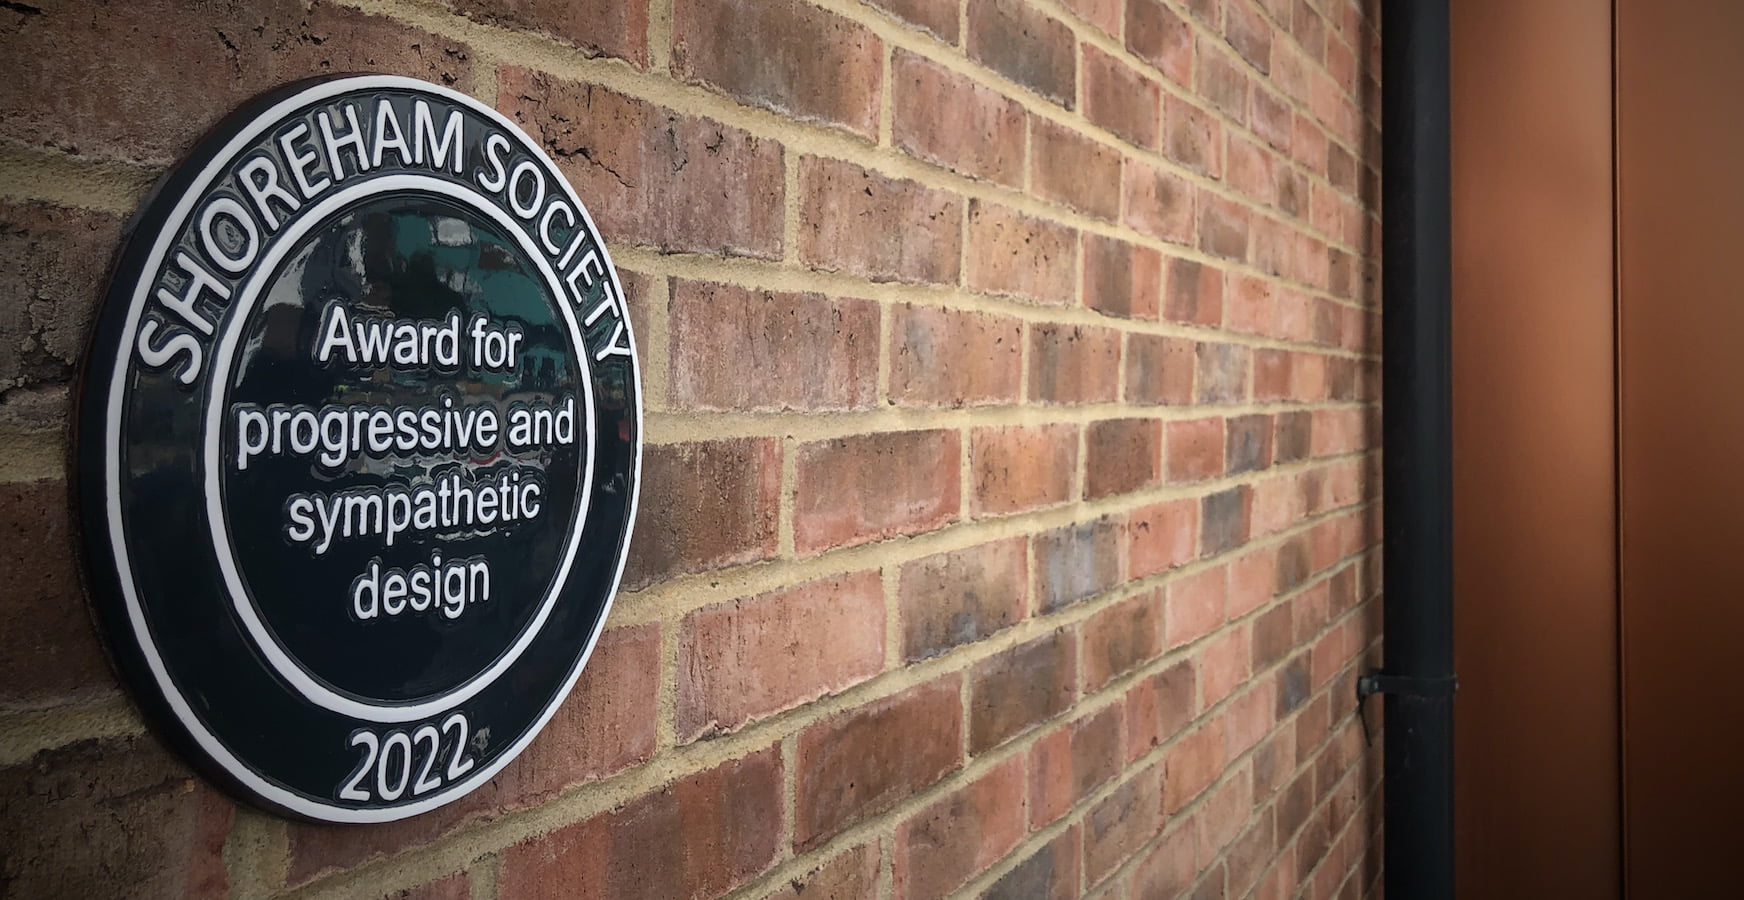 SHOREHAM SOCIETY
Award for
progressive and
sympathetic
design
2022